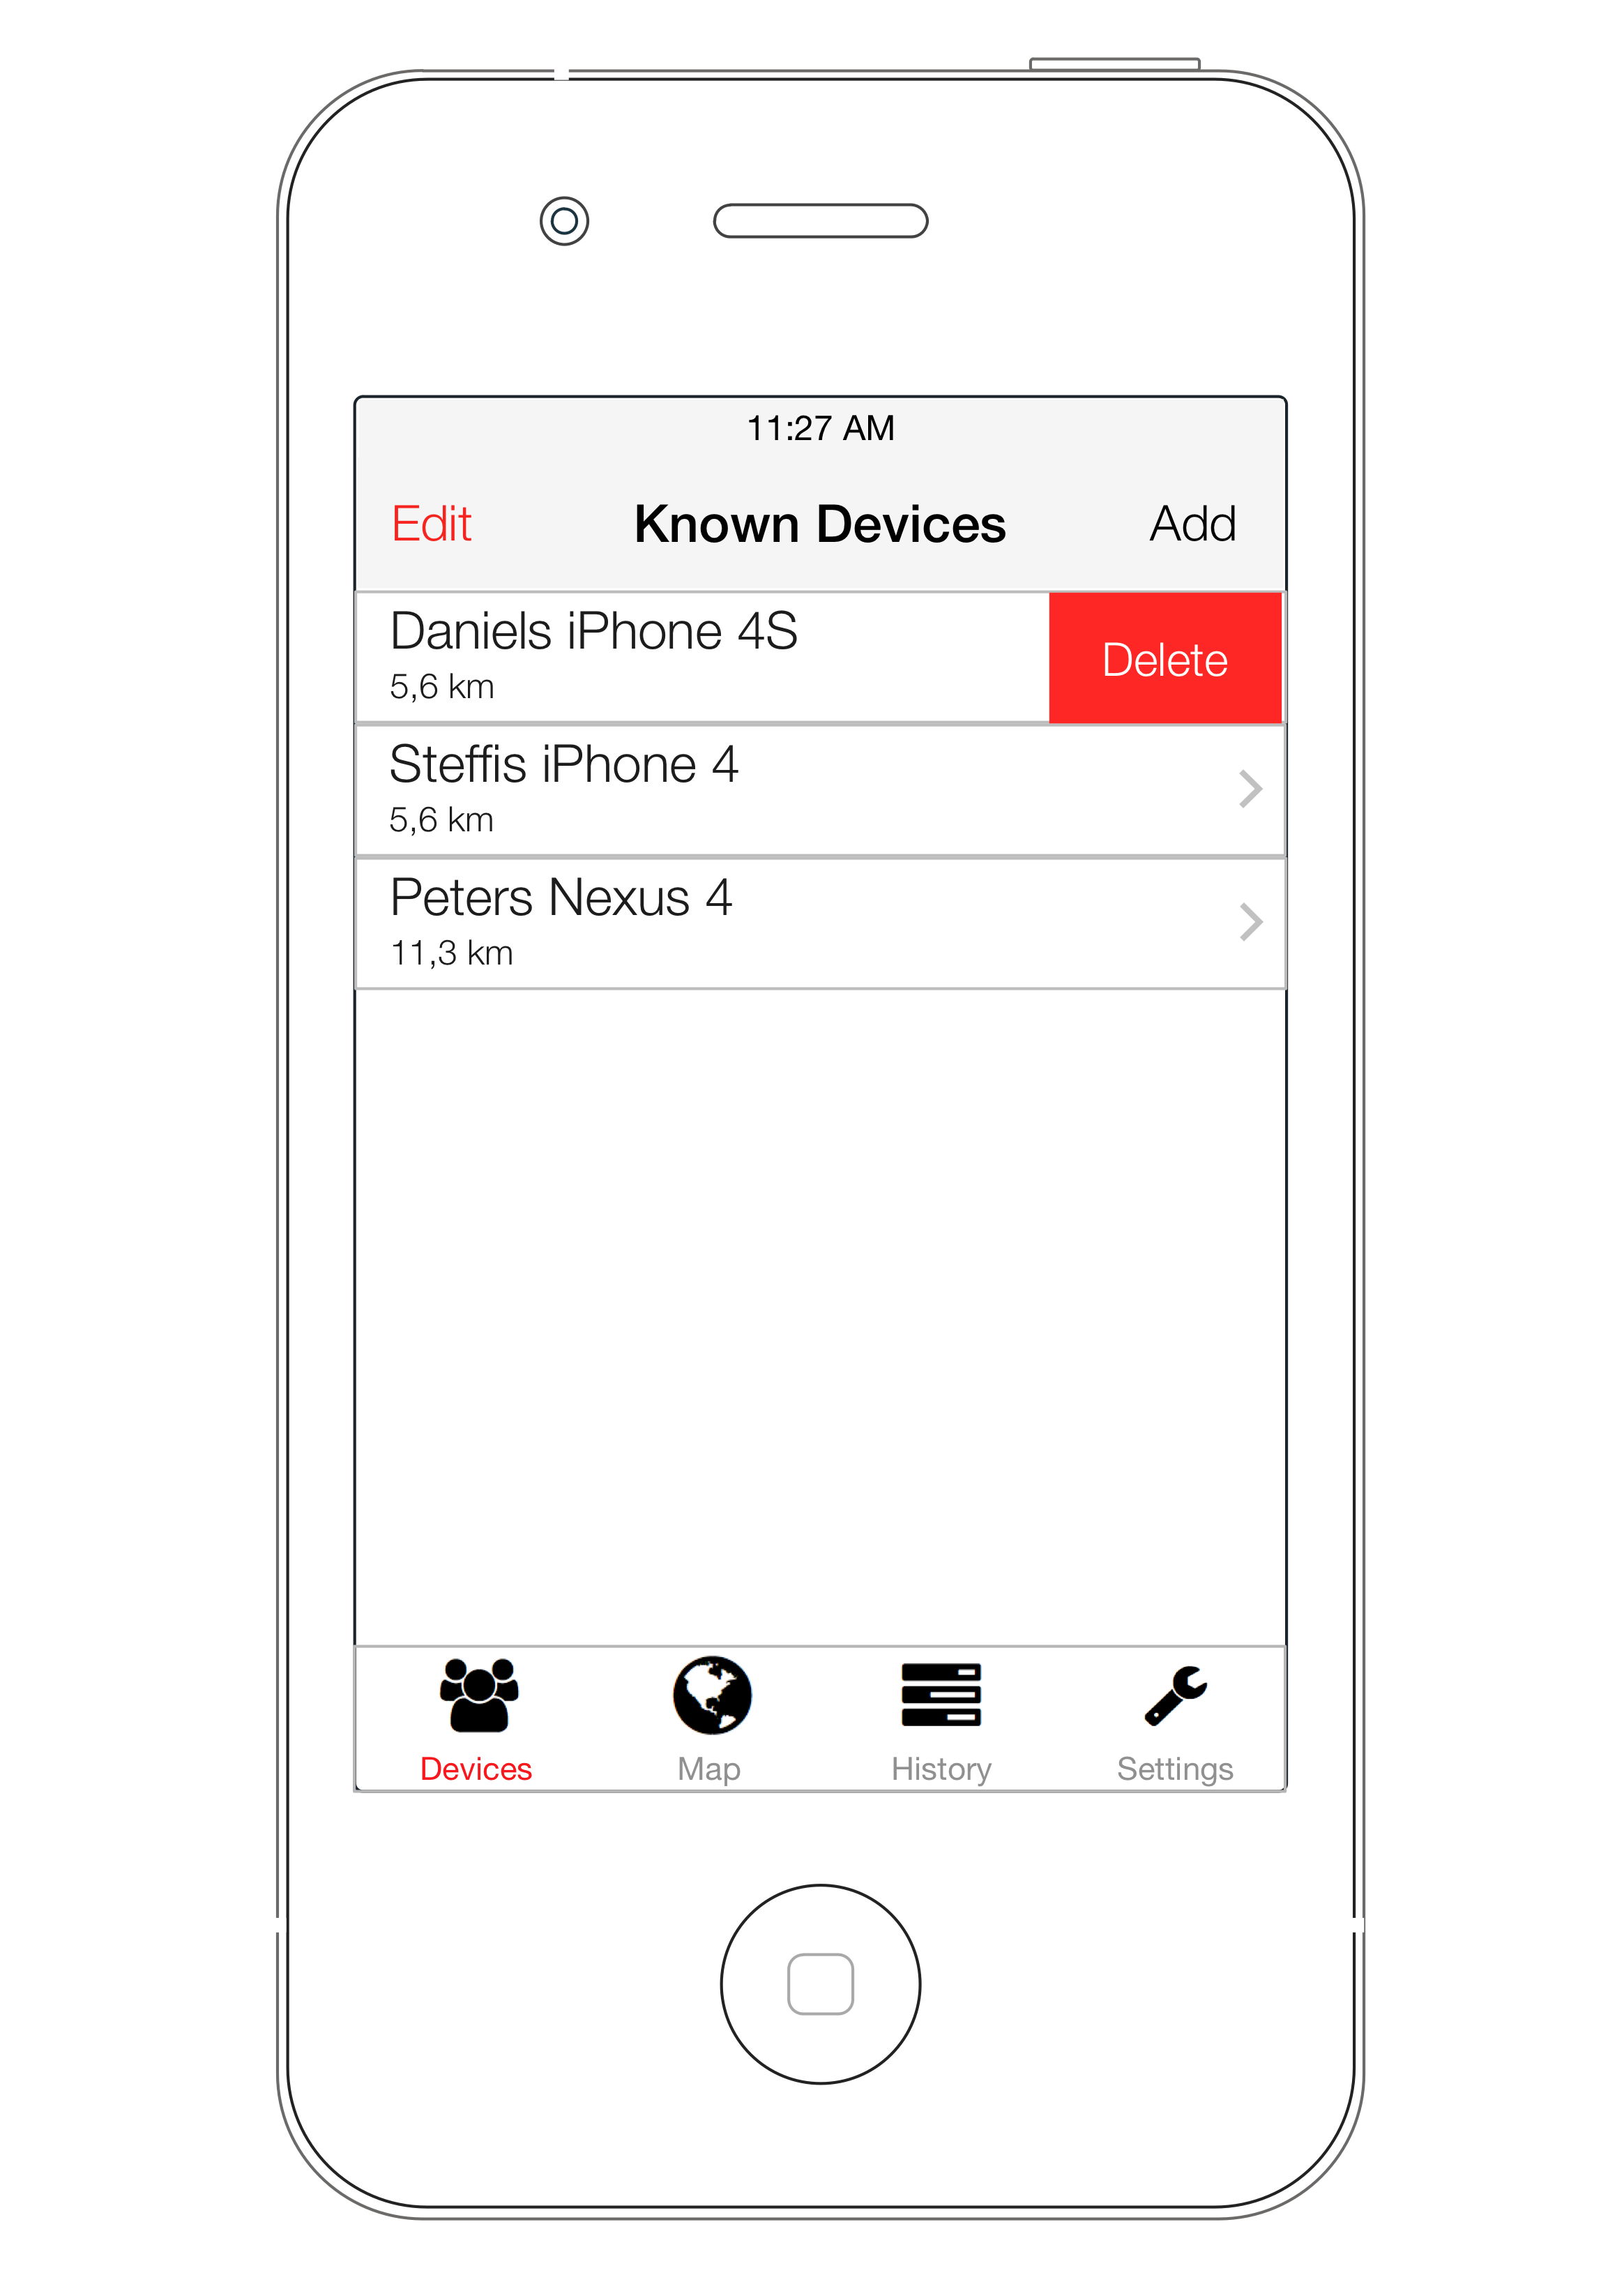 11:27 AM
Edit Known Devices Add
Daniels iPhone 4S
5,6 km
Delete
Steffis iPhone 4
5,6 km
Peters Nexus 4
11,3 km
Devices Map History Settings